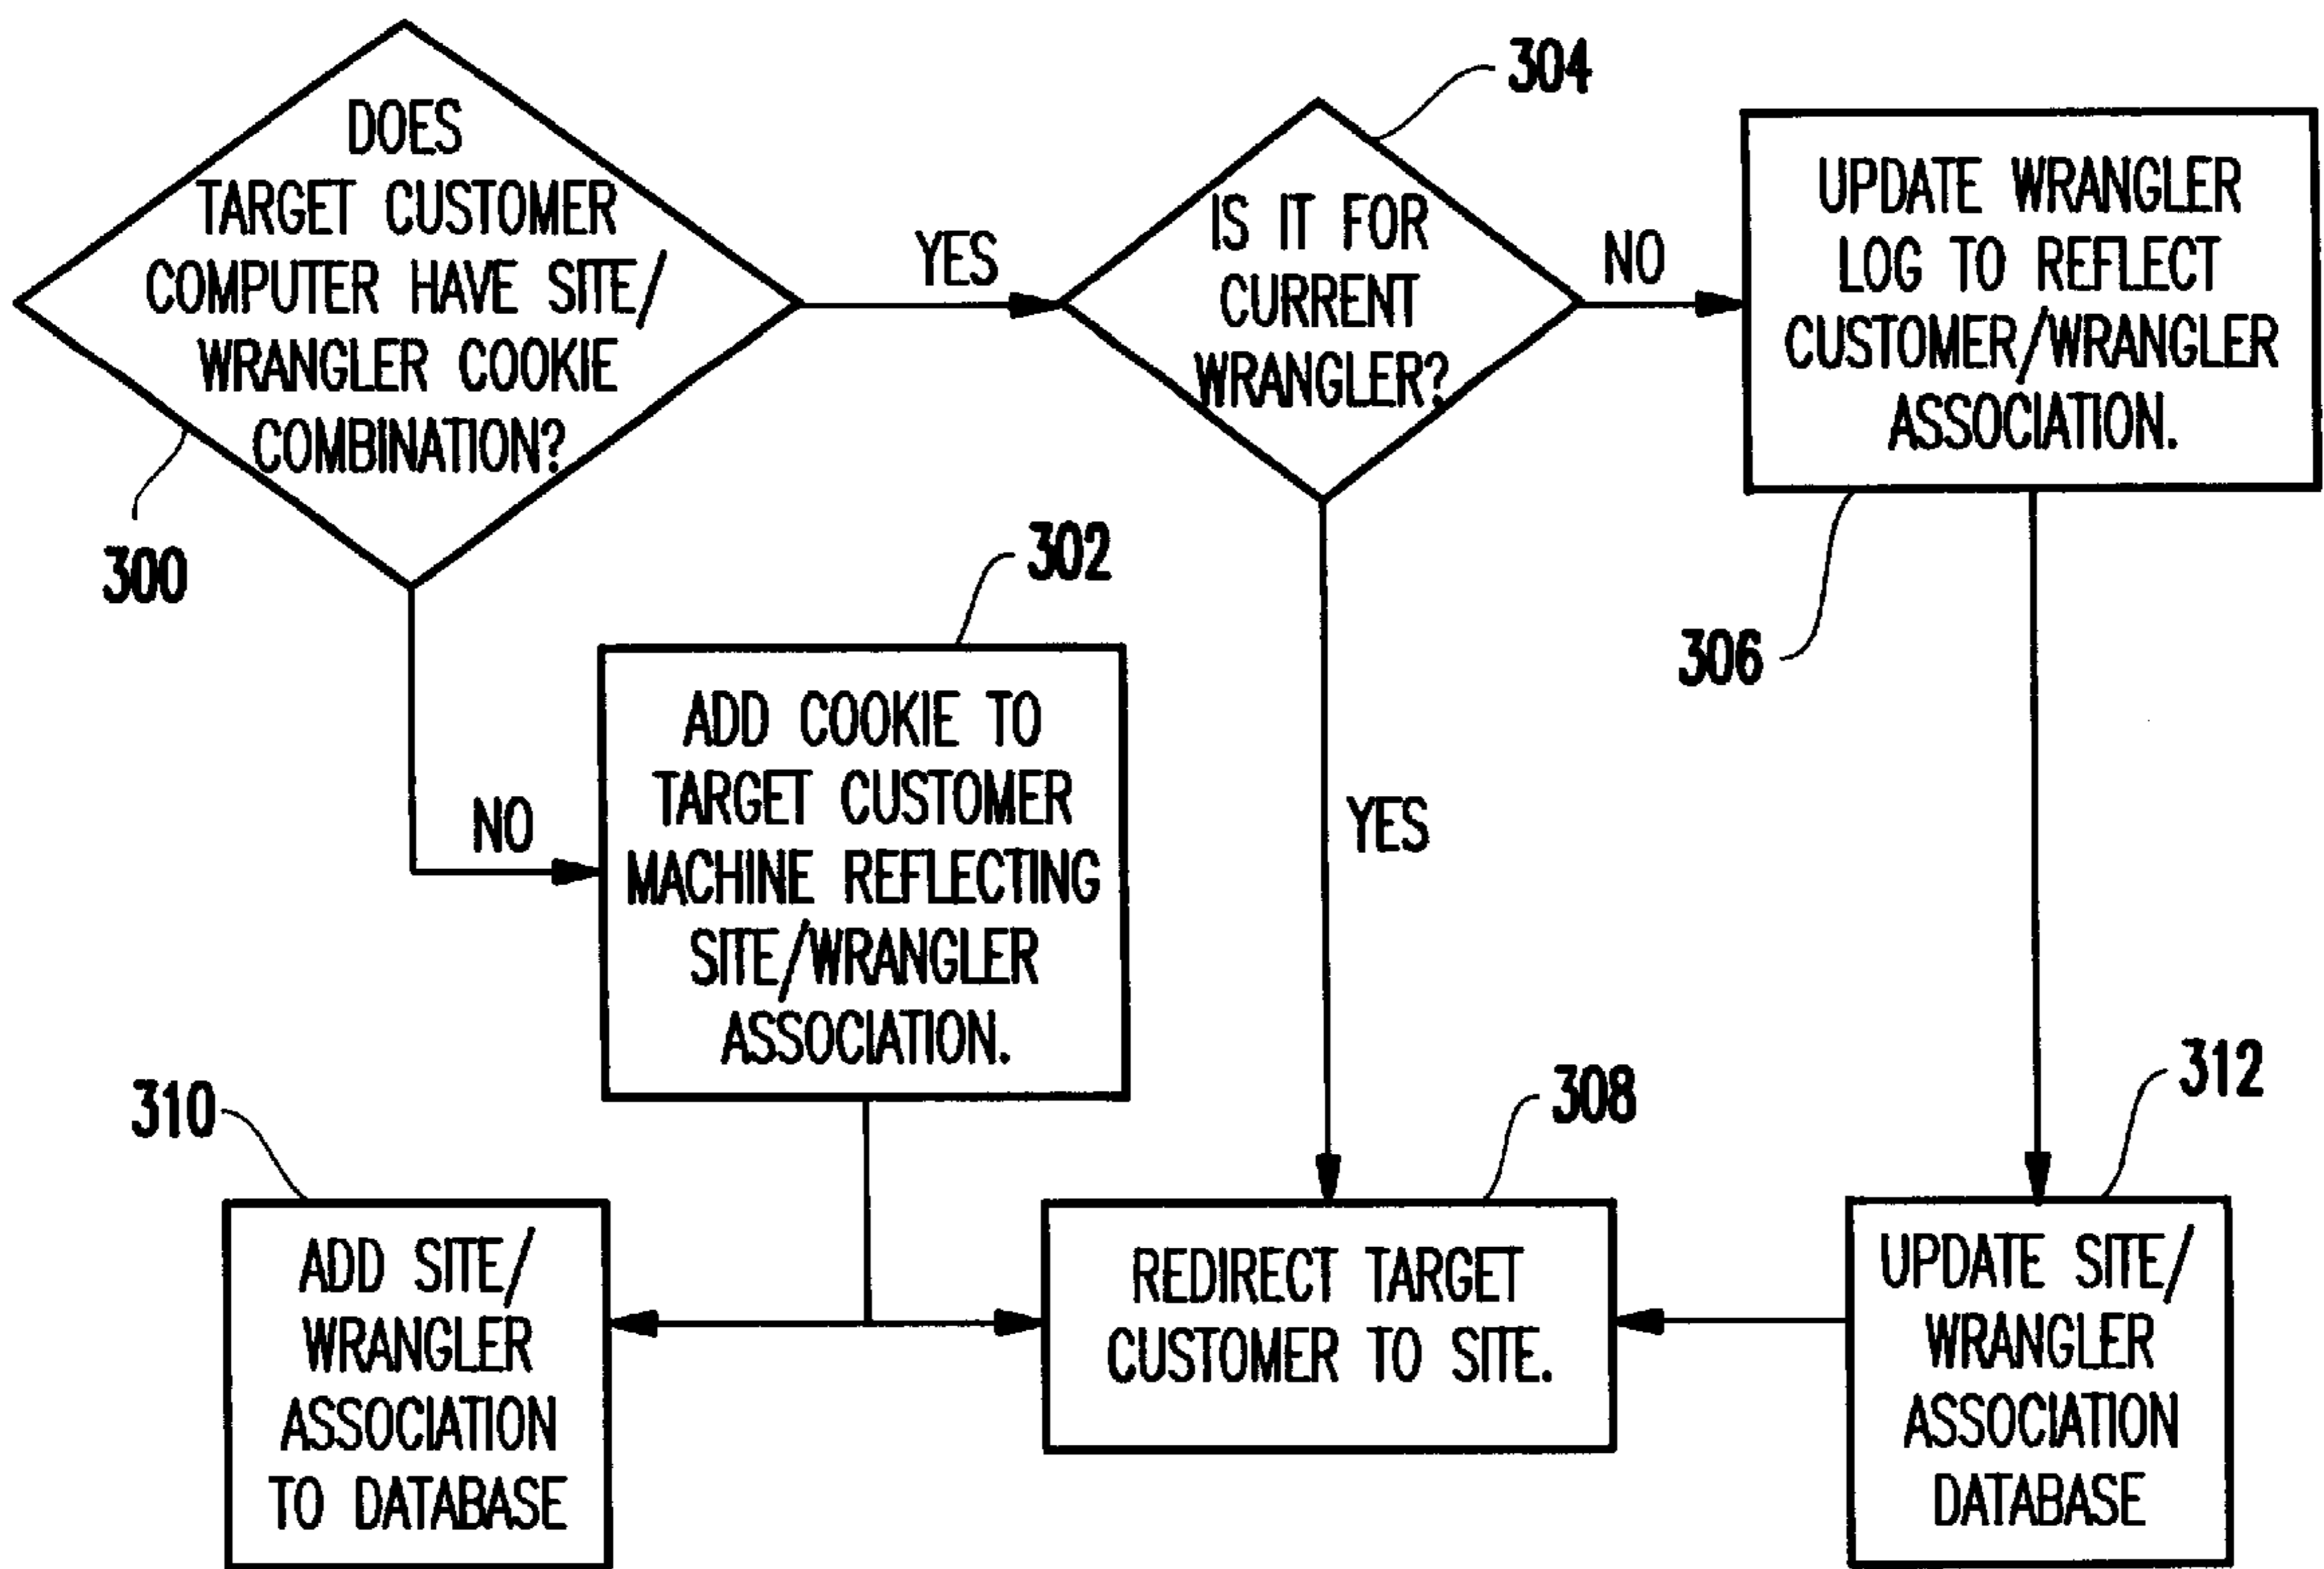 DOES
TARGET CUSTOMER
COMPUTER HAVE SITE/
WRANGLER COOKIE
COMBINATION?
300
YES
304
IS IT FOR
CURRENT
WRANGLER?
NO
UPDATE WRANGLER
LOG TO REFLECT
CUSTOMER/WRANGLER
ASSOCIATION.
306
NO
302
ADD COOKIE TO
TARGET CUSTOMER
MACHINE REFLECTING
SITE/WRANGLER
ASSOCIATION.
YES
310
ADD SITE/
WRANGLER
ASSOCIATION
TO DATABASE
308
REDIRECT TARGET
CUSTOMER TO SITE.
312
UPDATE SITE/
WRANGLER
ASSOCIATION
DATABASE